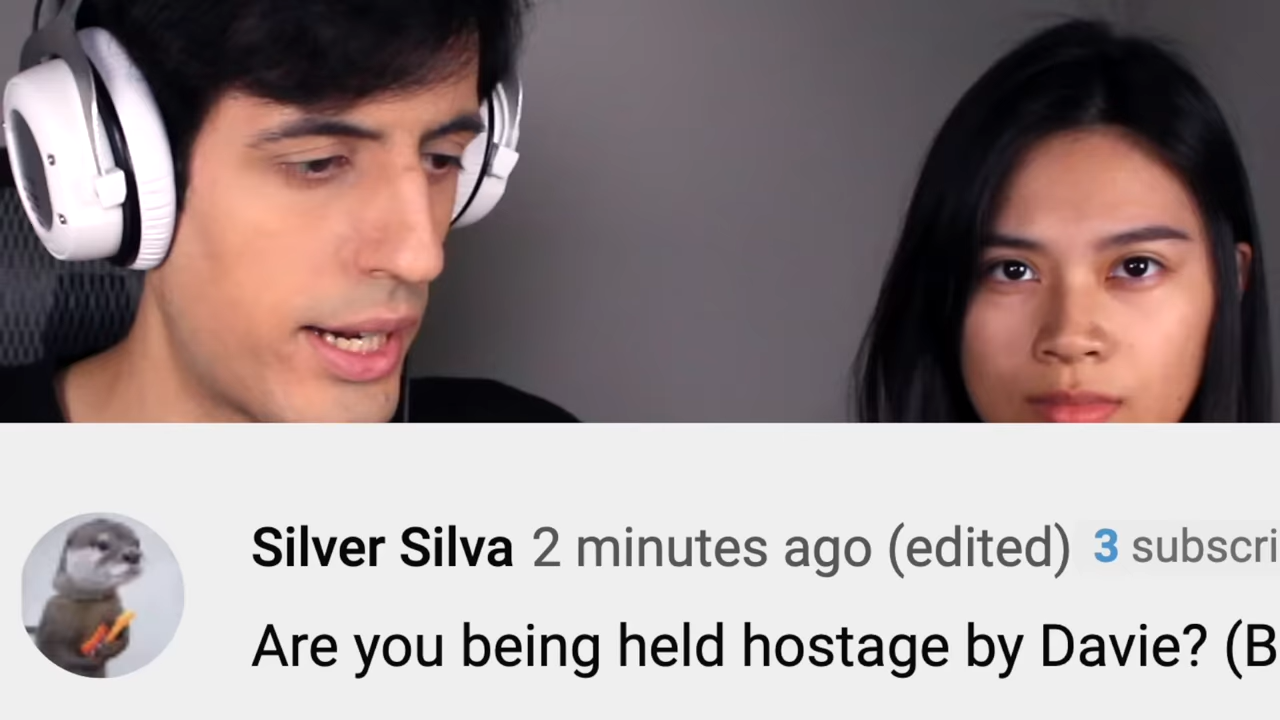 Silver Silva 2 minutes ago (edited) 3 subscri
Are you being held hostage by Davie? (B